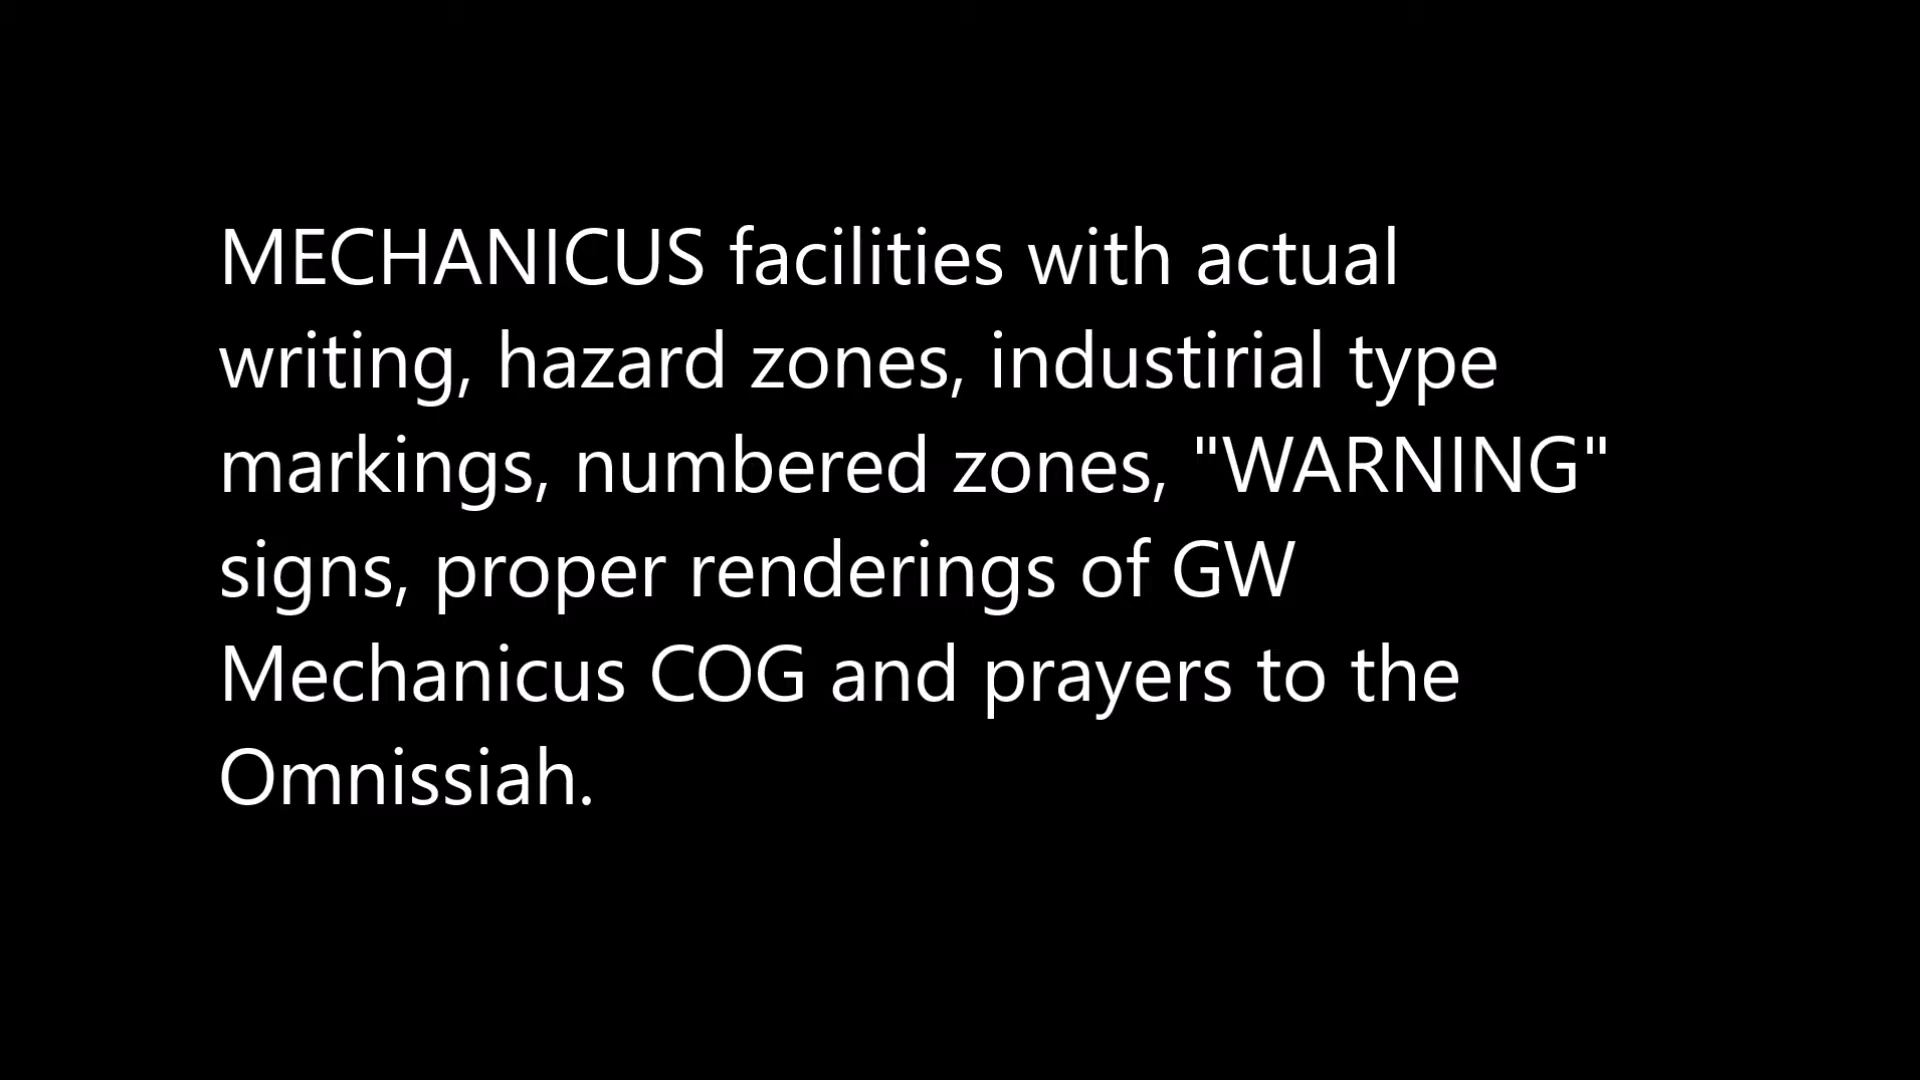 MECHANICUS facilities with actual
writing, hazard zones, industirial type
markings, numbered zones, "WARNING"
signs, proper renderings of GW
Mechanicus COG and prayers to the
Omnissiah.